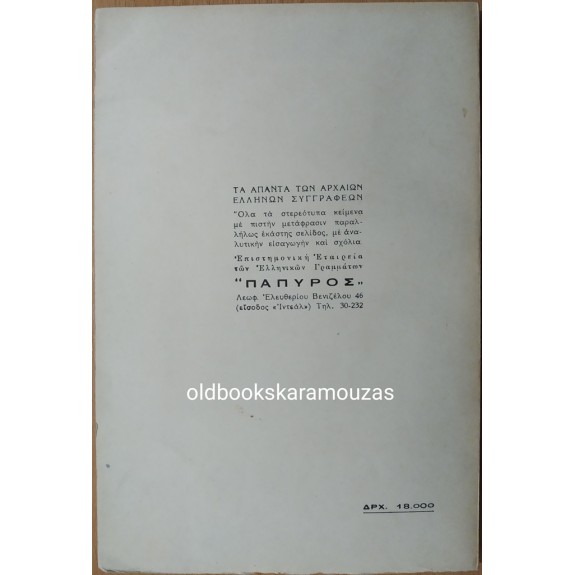 ΤΑ ΑΠΑΝΤΑ ΤΩΝ ΑΡΧΑΙΩΝ
ΕΛΛΗΝΩΝ ΣΥΓΓΡΑΦΕΩΝ
Ὅλα τὰ στερεότυπα κείμενα
μὲ πιστὴν μετάφρασιν παραλ-
λήλως ἑκάστης σελίδος, μὲ ἀνα-
λυτικὴν εἰσαγωγὴν καὶ σχόλια
Ἐπιστημονικὴ Ἑταιρεία
τῶν Ἑλληνικῶν Γραμμάτων
"ΠΑΠΥΡΟΣ„
Λεωφ. Ἐλευθερίου Βενιζέλου 46
(εἴσοδος «Ἰντεάλ») Τηλ. 30-232
oldbookskaramouzas
ΔΡΧ. 18.000